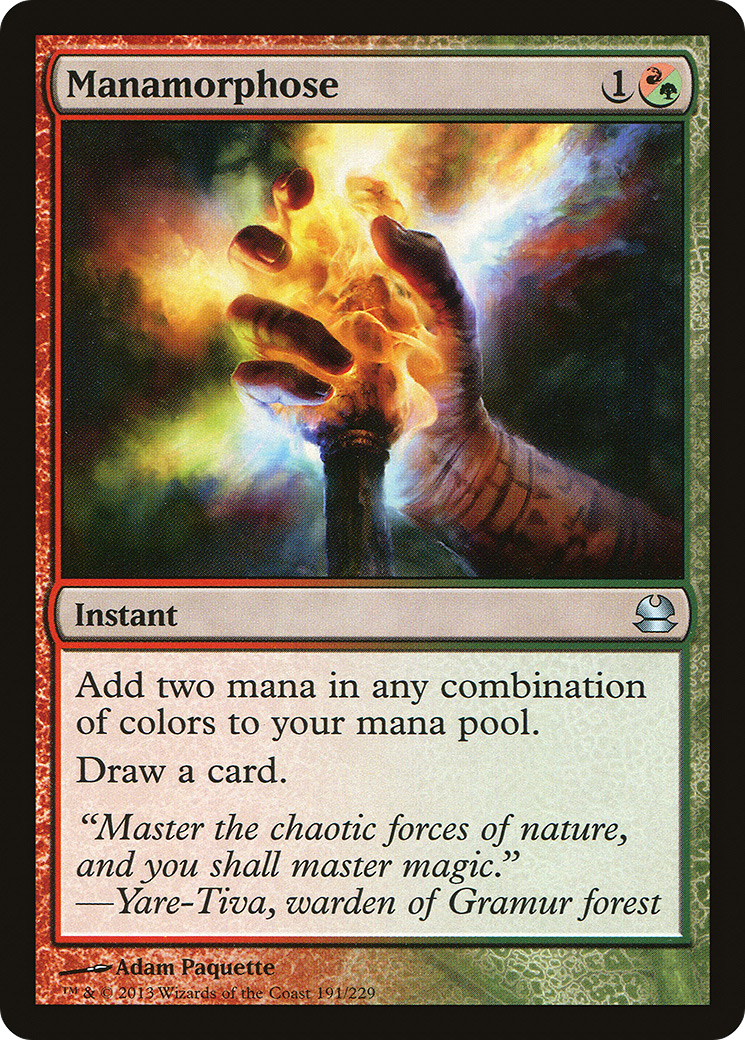 Manamorphose 1
Instant
Add two mana in any combination
of colors to your mana pool.
Draw a card.
“Master the chaotic forces of nature,
and you shall master magic.”
—Yare-Tiva, warden of Gramur forest
Adam Paquette
™ & © 2013 Wizards of the Coast 191/229